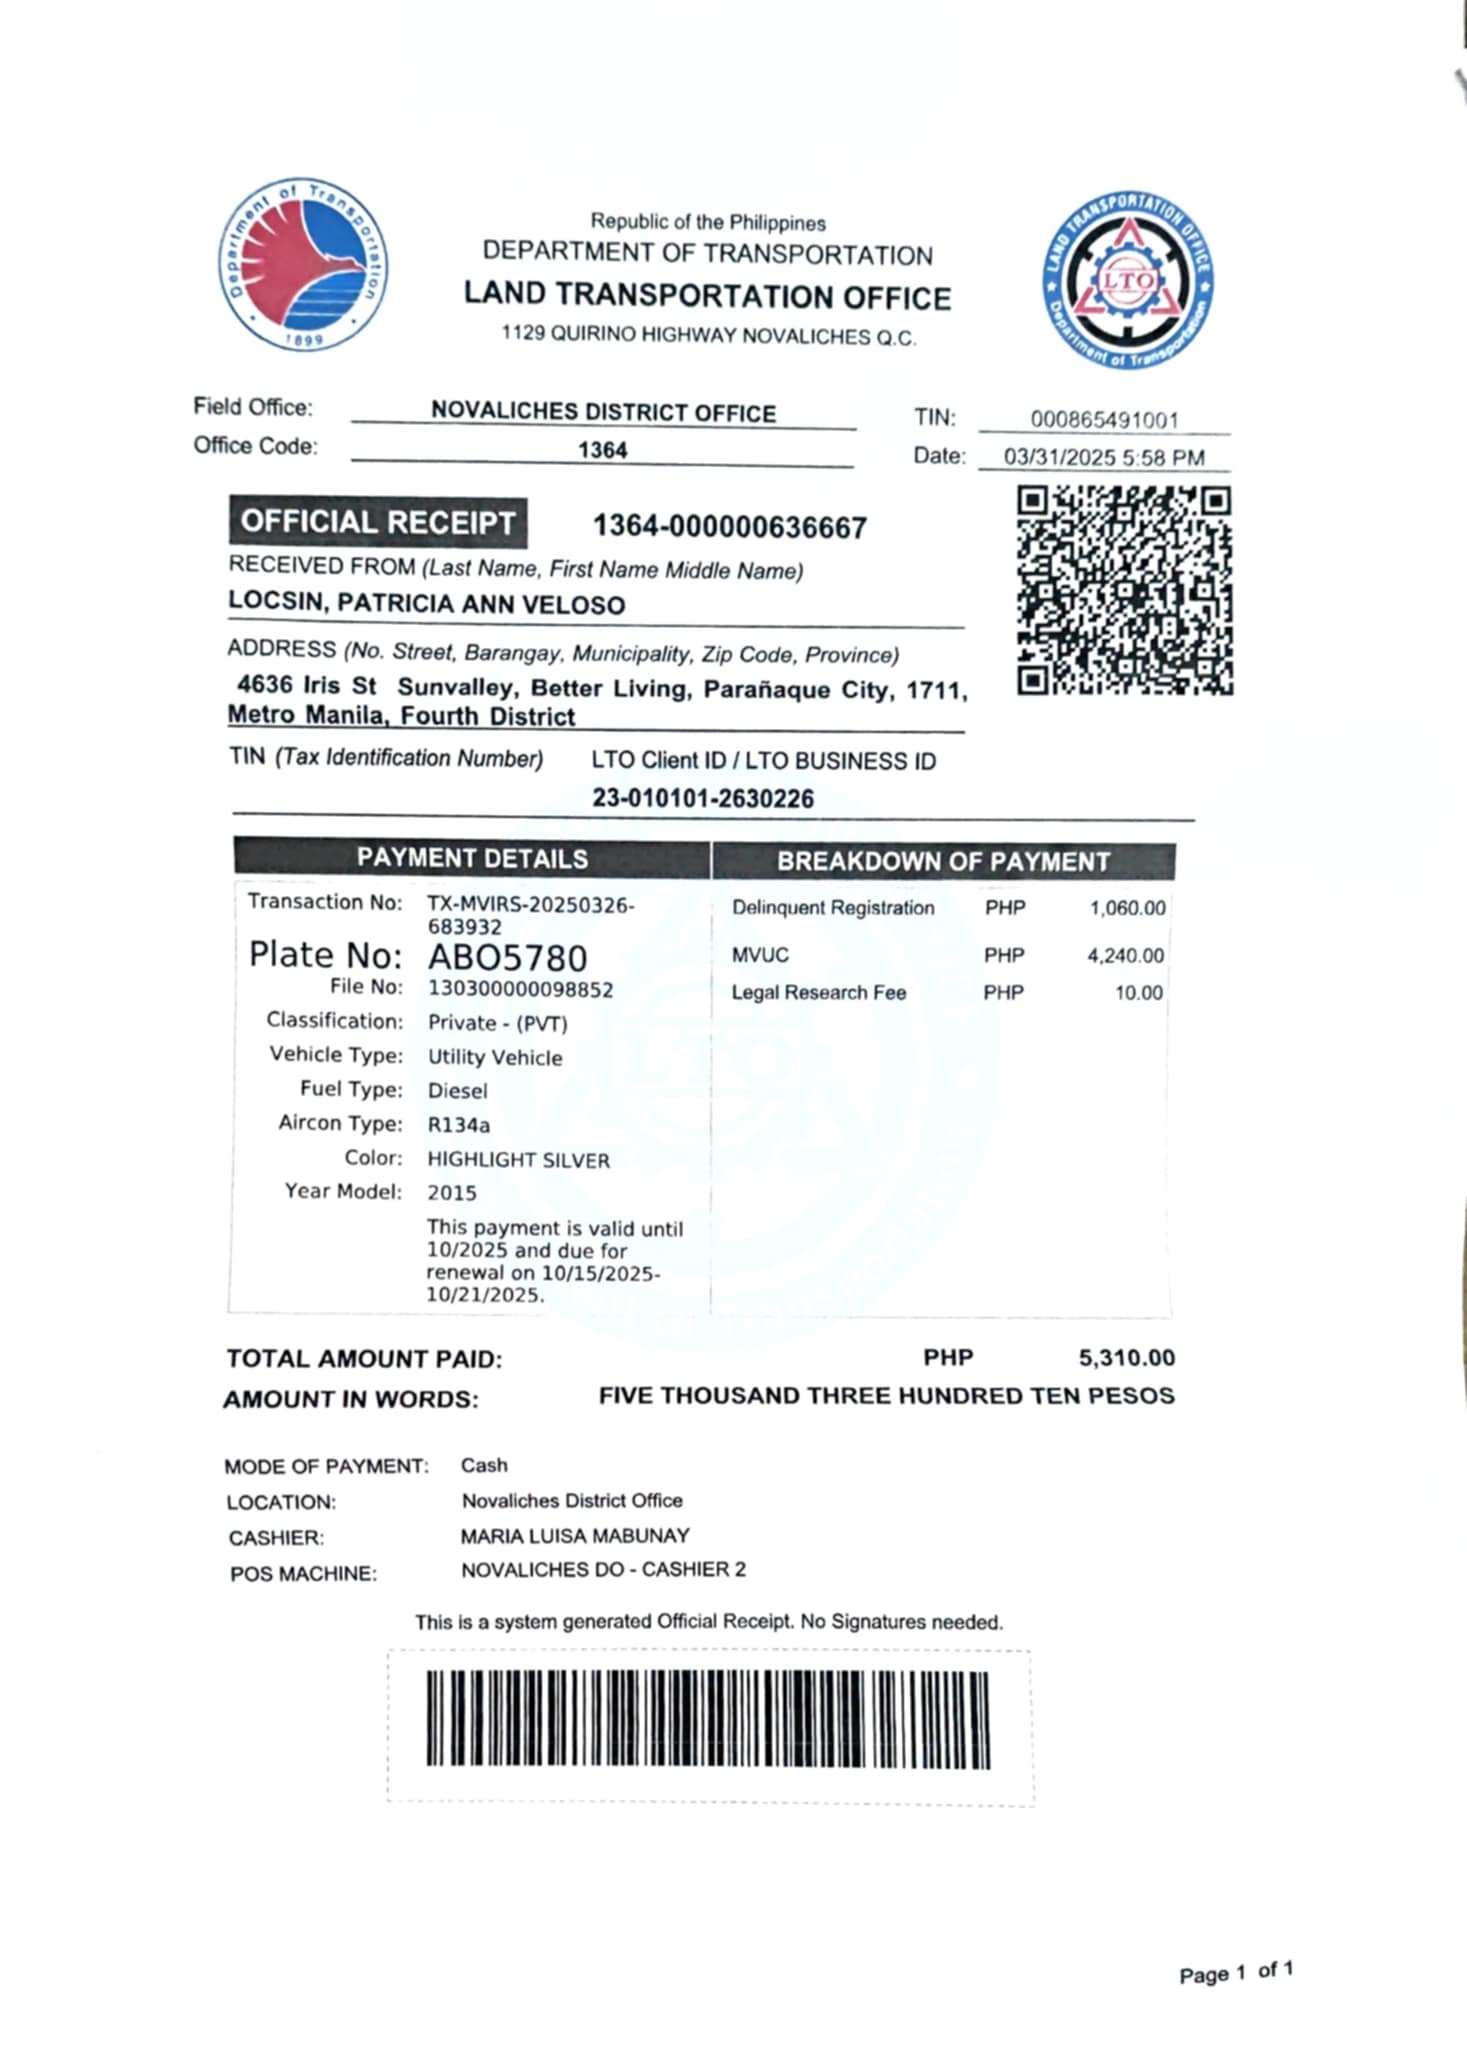 Department of Transportation
1899
Republic of the Philippines
DEPARTMENT OF TRANSPORTATION
LAND TRANSPORTATION OFFICE
1129 QUIRINO HIGHWAY NOVALICHES Q.C.
LAND TRANSPORTATION OFFICE
LTO
Department of Transportation
Field Office: NOVALICHES DISTRICT OFFICE TIN: 000865491001
Office Code: 1364 Date: 03/31/2025 5:58 PM
OFFICIAL RECEIPT 1364-000000636667
RECEIVED FROM (Last Name, First Name Middle Name)
LOCSIN, PATRICIA ANN VELOSO
ADDRESS (No. Street, Barangay, Municipality, Zip Code, Province)
4636 Iris St Sunvalley, Better Living, Parañaque City, 1711,
Metro Manila, Fourth District
TIN (Tax Identification Number) LTO Client ID / LTO BUSINESS ID
23-010101-2630226
PAYMENT DETAILS BREAKDOWN OF PAYMENT
Transaction No: TX-MVIRS-20250326-
683932
Plate No: ABO5780
File No: 130300000098852
Classification: Private - (PVT)
Vehicle Type: Utility Vehicle
Fuel Type: Diesel
Aircon Type: R134a
Color: HIGHLIGHT SILVER
Year Model: 2015
This payment is valid until
10/2025 and due for
renewal on 10/15/2025-
10/21/2025.
Delinquent Registration PHP 1,060.00
MVUC PHP 4,240.00
Legal Research Fee PHP 10.00
LTO
TOTAL AMOUNT PAID: PHP 5,310.00
AMOUNT IN WORDS: FIVE THOUSAND THREE HUNDRED TEN PESOS
MODE OF PAYMENT: Cash
LOCATION: Novaliches District Office
CASHIER: MARIA LUISA MABUNAY
POS MACHINE: NOVALICHES DO - CASHIER 2
This is a system generated Official Receipt. No Signatures needed.
Page 1 of 1